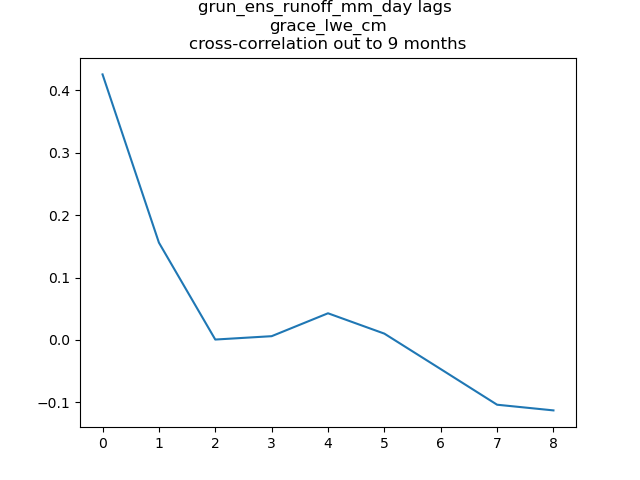 grun_ens_runoff_mm_day lags
grace_lwe_cm
cross-correlation out to 9 months
0.4
0.3
0.2
0.1
0.0
−0.1
0 1 2 3 4 5 6 7 8